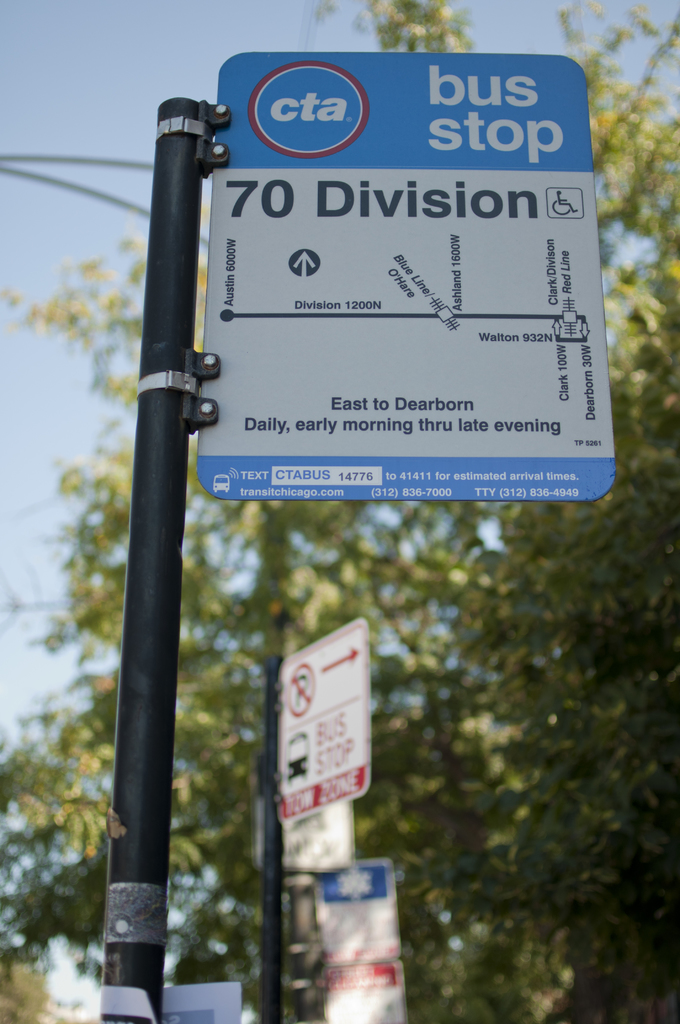 cta
bus
stop
70 Division
Austin 6000W
Division 1200N
Blue Line/
O'Hare
Ashland 1600W
Clark/Divison
Red Line
Walton 932N
Clark 100W
Dearborn 30W
East to Dearborn
Daily, early morning thru late evening
TP 5261
TEXT CTABUS 14776 to 41411 for estimated arrival times.
transitchicago.com (312) 836-7000 TTY (312) 836-4949
BUS
STOP
TOW ZONE